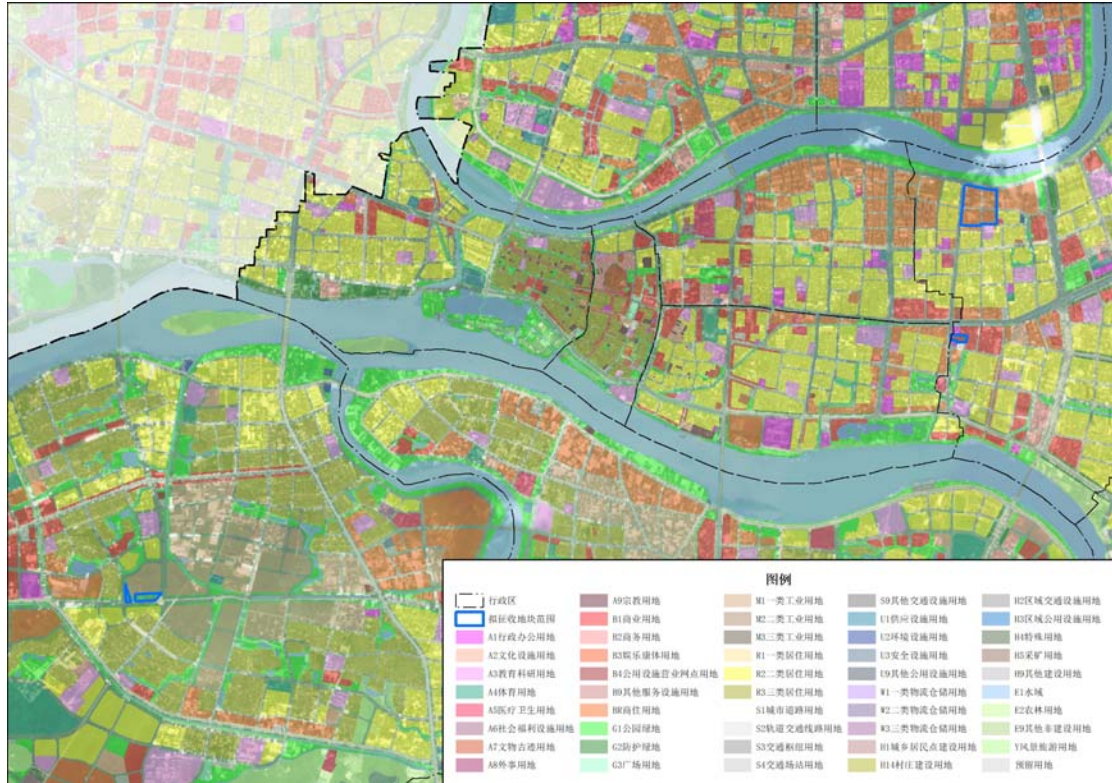 图例
行政区
拟征收地块范围
A1行政办公用地
A2文化设施用地
A3教育科研用地
A4体育用地
A5医疗卫生用地
A6社会福利设施用地
A7文物古迹用地
A8外事用地
A9宗教用地
B1商业用地
B2商务用地
B3娱乐康体用地
B4公用设施营业网点用地
B9其他服务设施用地
BR商住用地
G1公园绿地
G2防护绿地
G3广场用地
M1一类工业用地
M2二类工业用地
M3三类工业用地
R1一类居住用地
R2二类居住用地
R3三类居住用地
S1城市道路用地
S2轨道交通线路用地
S3交通枢纽用地
S4交通场站用地
S9其他交通设施用地
U1供应设施用地
U2环境设施用地
U3安全设施用地
U9其他公用设施用地
W1一类物流仓储用地
W2二类物流仓储用地
W3三类物流仓储用地
H1城乡居民点建设用地
H14村庄建设用地
H2区域交通设施用地
H3区域公用设施用地
H4特殊用地
H5采矿用地
H9其他建设用地
E1水域
E2农林用地
E9其他非建设用地
Y风景旅游用地
预留用地